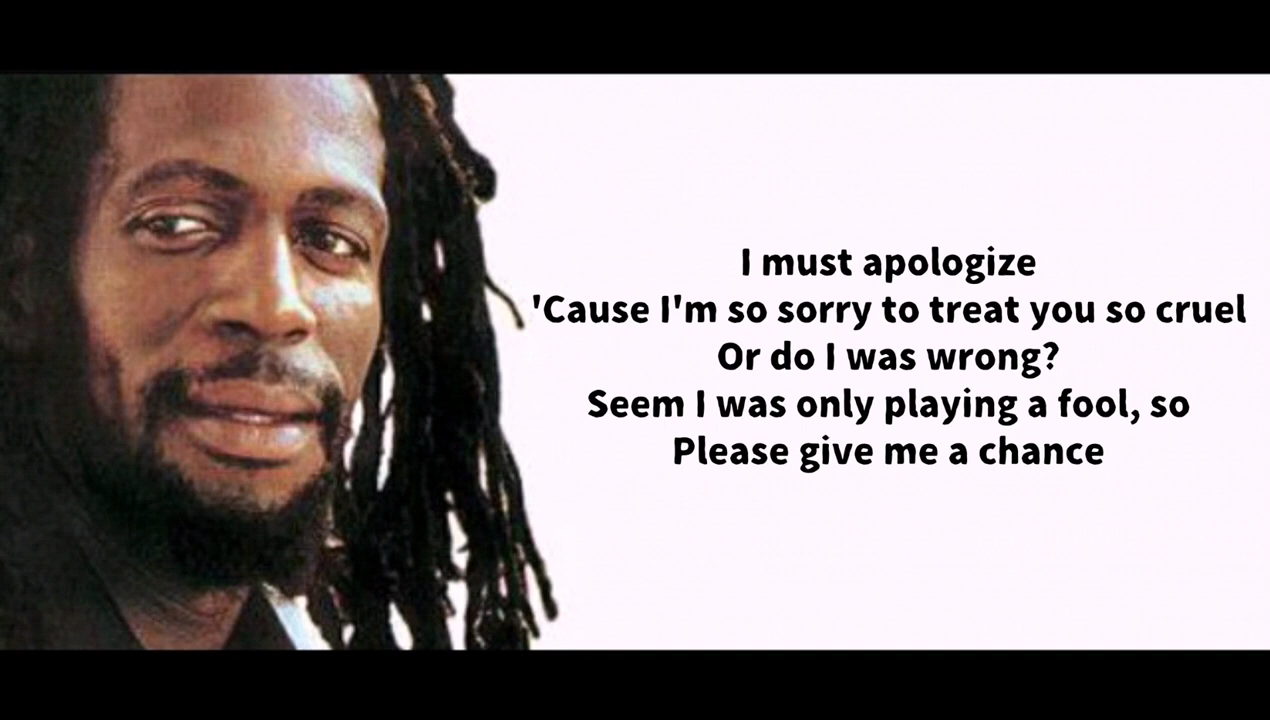 I must apologize
'Cause I'm so sorry to treat you so cruel
Or do I was wrong?
Seem I was only playing a fool, so
Please give me a chance